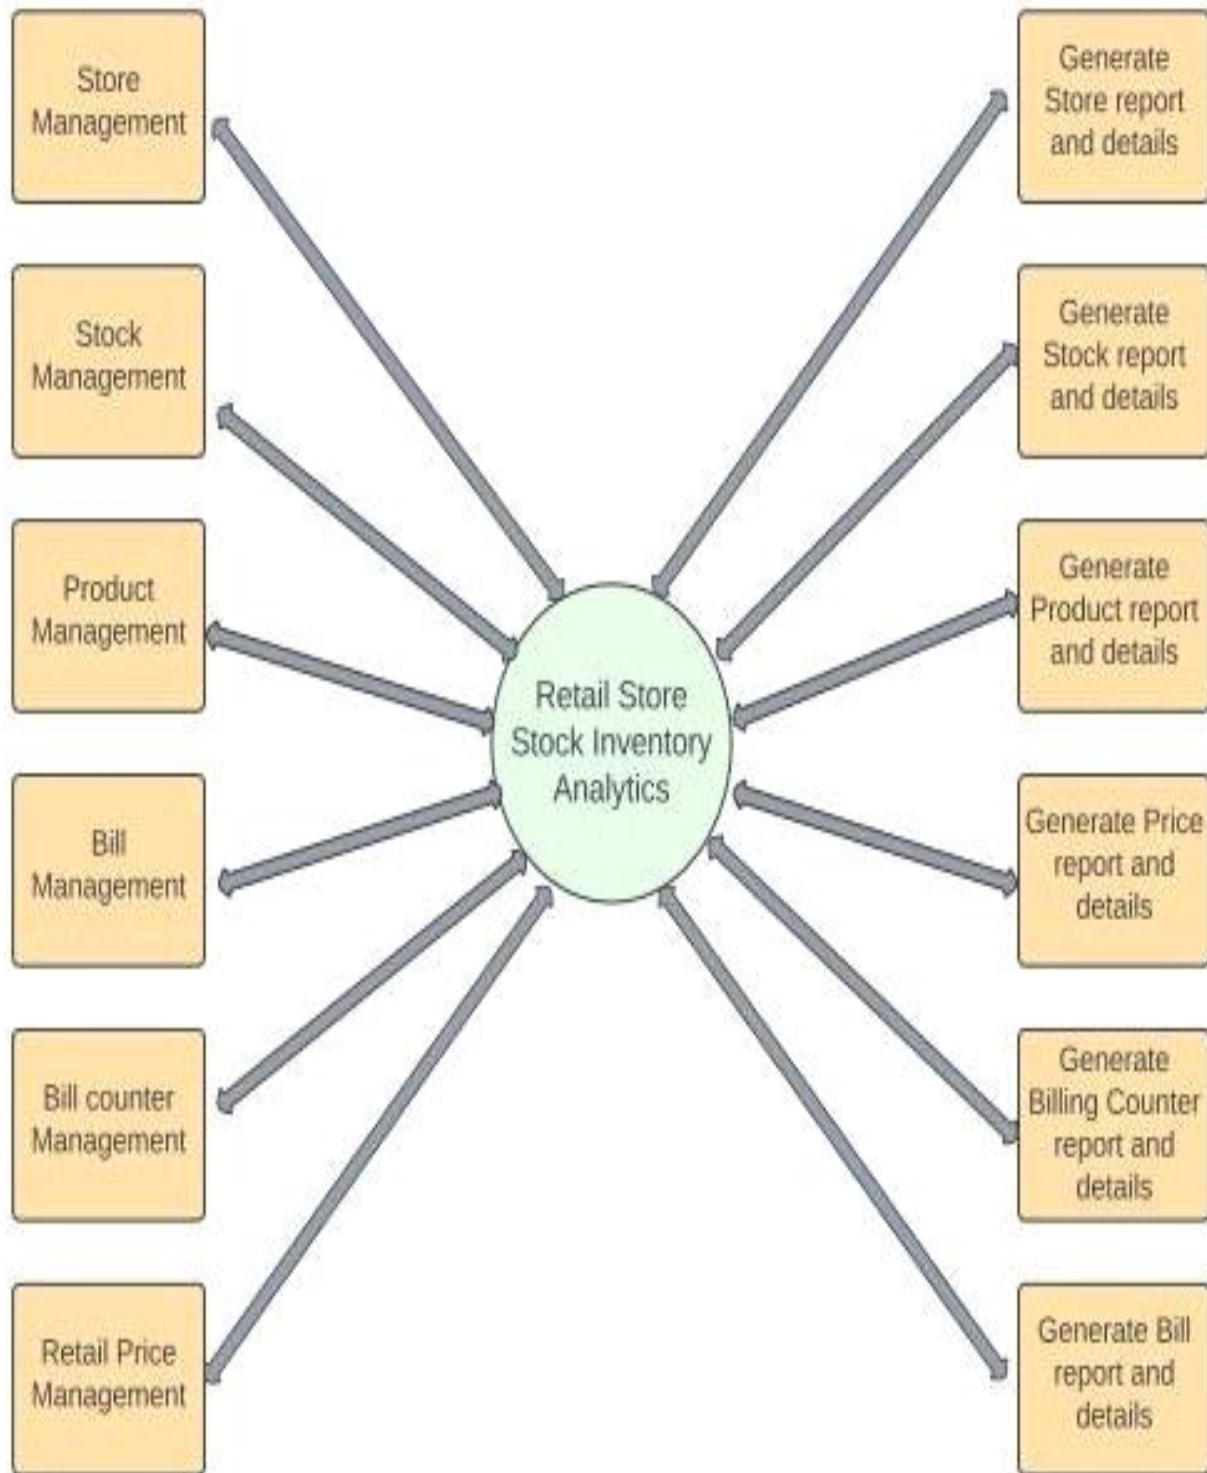 Store
Management
Stock
Management
Product
Management
Bill
Management
Bill counter
Management
Retail Price
Management
Retail Store
Stock Inventory
Analytics
Generate
Store report
and details
Generate
Stock report
and details
Generate
Product report
and details
Generate Price
report and
details
Generate
Billing Counter
report and
details
Generate Bill
report and
details